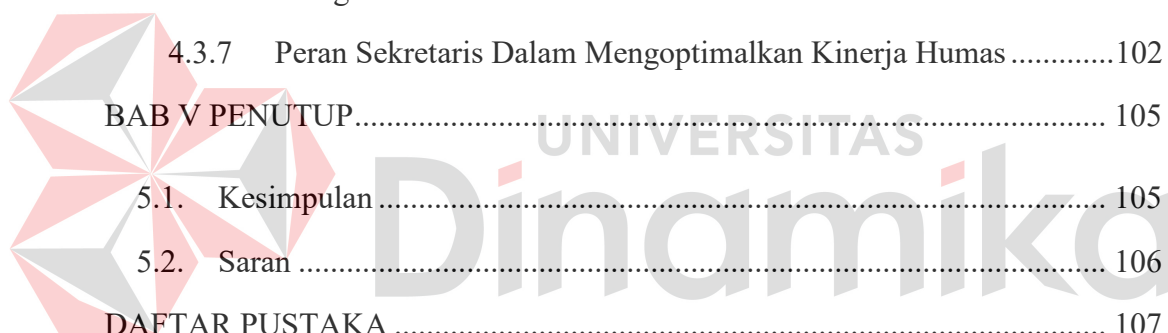 4.3.7 Peran Sekretaris Dalam Mengoptimalkan Kinerja Humas .............102
BAB V PENUTUP.................................................................................... 105
UNIVERSITAS
Dinamika
5.1. Kesimpulan ................................................................................. 105
5.2. Saran .......................................................................................... 106
DAFTAR PUSTAKA ................................................................................ 107